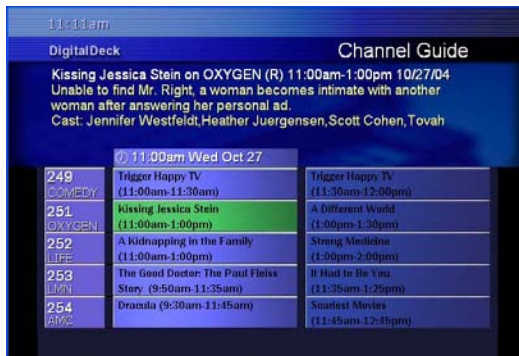 11:11am
DigitalDeck
Channel Guide
Kissing Jessica Stein on OXYGEN (R) 11:00am-1:00pm 10/27/04
Unable to find Mr. Right, a woman becomes intimate with another
woman after answering her personal ad.
Cast: Jennifer Westfeldt,Heather Juergensen,Scott Cohen,Tovah
11:00am Wed Oct 27
249
COMEDY
Trigger Happy TV
(11:00am-11:30am)
Trigger Happy TV
(11:30am-12:00pm)
251
OXYGEN
Kissing Jessica Stein
(11:00am-1:00pm)
A Different World
(1:00pm-1:30pm)
252
LIFE
A Kidnapping in the Family
(11:00am-1:00pm)
Strong Medicine
(1:00pm-2:00pm)
253
LMN
The Good Doctor: The Paul Fleiss
Story (9:50am-11:35am)
It Had to Be You
(11:35am-1:25pm)
254
AMC
Dracula (9:30am-11:45am)
Scariest Movies
(11:45am-12:45pm)